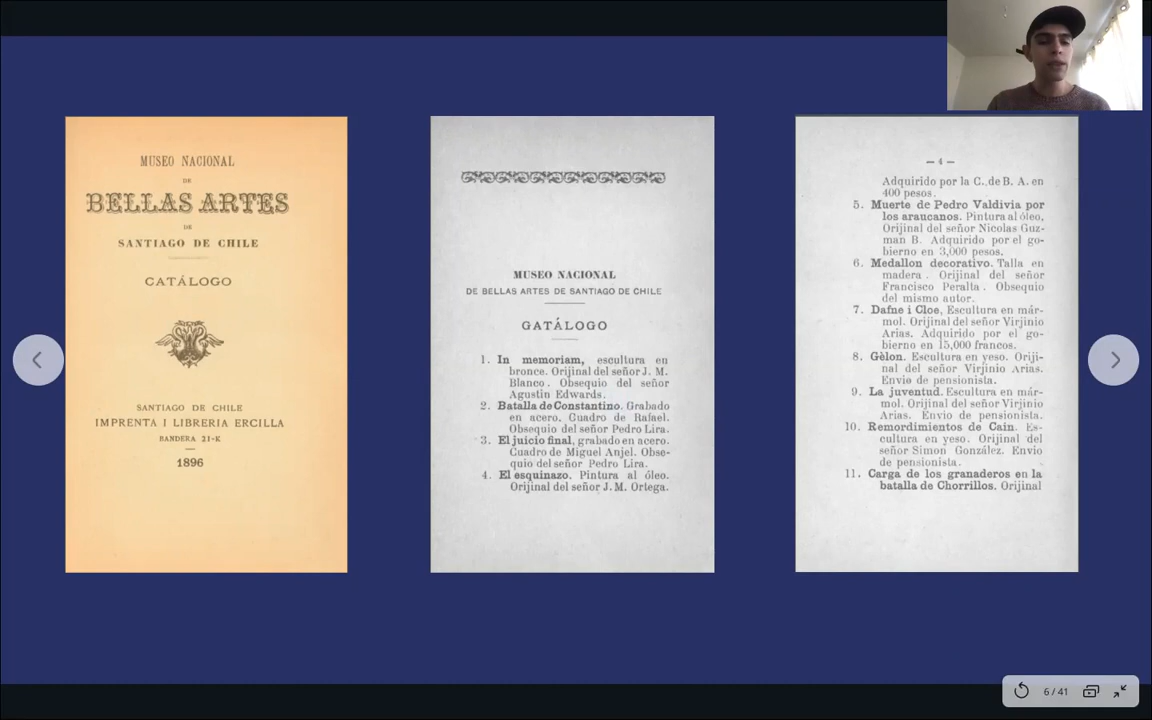 MUSEO NACIONAL
DE
BELLAS ARTES
DE
SANTIAGO DE CHILE
CATÁLOGO
SANTIAGO DE CHILE
IMPRENTA I LIBRERIA ERCILLA
BANDERA 21-K
1896
MUSEO NACIONAL
DE BELLAS ARTES DE SANTIAGO DE CHILE
CATÁLOGO
1. In memoriam, escultura en
bronce. Orijinal del señor J. M.
Blanco. Obsequio del señor
Agustin Edwards.
2. Batalla de Constantino. Grabado
en acero. Cuadro de Rafael.
Obsequio del señor Pedro Lira.
3. El juicio final, grabado en acero.
Cuadro de Miguel Anjel. Obse-
quio del señor Pedro Lira.
4. El esquinazo. Pintura al óleo.
Orijinal del señor J. M. Ortega.
— 4 —
Adquirido por la C. de B. A. en
400 pesos.
5. Muerte de Pedro Valdivia por
los araucanos. Pintura al óleo,
Orijinal del señor Nicolas Guz-
man B. Adquirido por el go-
bierno en 3,000 pesos.
6. Medallon decorativo. Talla en
madera. Orijinal del señor
Francisco Peralta. Obsequio
del mismo autor.
7. Dafne i Cloe, Escultura en már-
mol. Orijinal del señor Virjinio
Arias. Adquirido por el go-
bierno en 15,000 francos.
8. Gèlon. Escultura en yeso. Oriji-
nal del señor Virjinio Arias.
Envio de pensionista.
9. La juventud. Escultura en már-
mol. Orijinal del señor Virjinio
Arias. Envio de pensionista.
10. Remordimientos de Cain. Es-
cultura en yeso. Orijinal del
señor Simon González. Envio
de pensionista.
11. Carga de los granaderos en la
batalla de Chorrillos. Orijinal
6 / 41